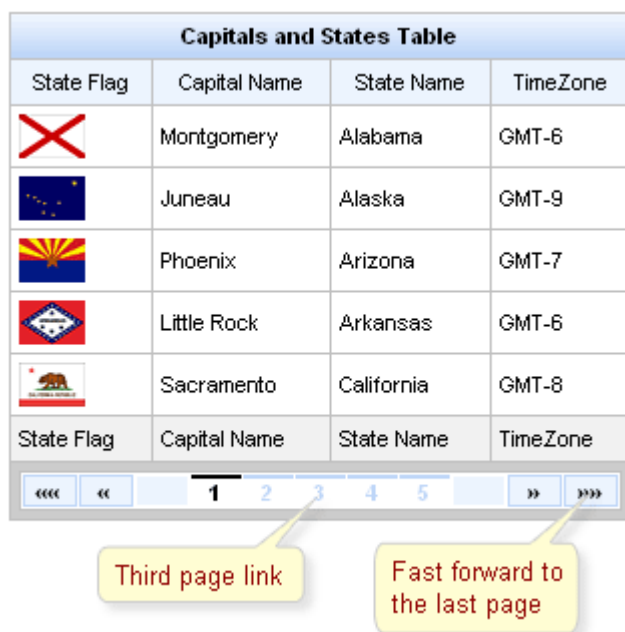 Capitals and States Table
State Flag Capital Name State Name TimeZone
Montgomery Alabama GMT-6
Juneau Alaska GMT-9
Phoenix Arizona GMT-7
Little Rock Arkansas GMT-6
Sacramento California GMT-8
State Flag Capital Name State Name TimeZone
«« « 1 2 3 4 5 » »»
Third page link
Fast forward to
the last page